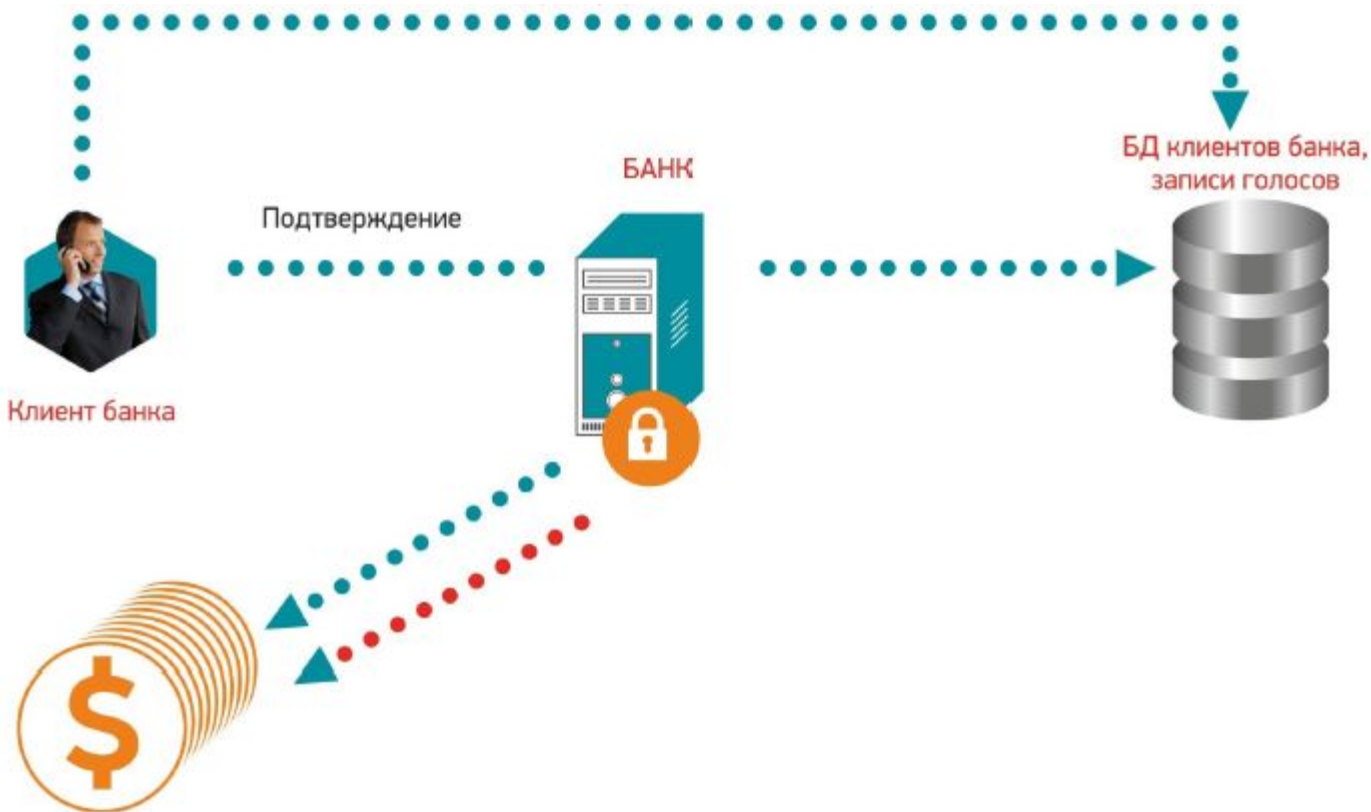 БАНК
БД клиентов банка,
записи голосов
Подтверждение
Клиент банка
$